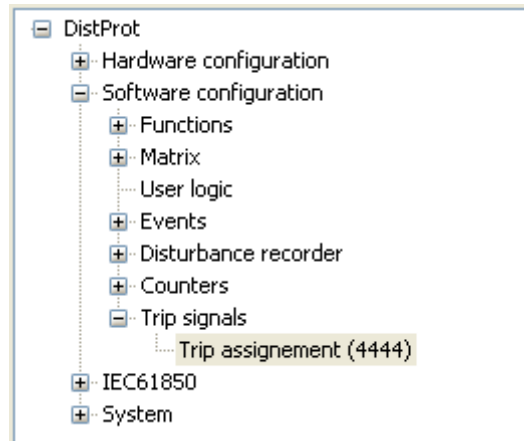 DistProt
Hardware configuration
Software configuration
Functions
Matrix
User logic
Events
Disturbance recorder
Counters
Trip signals
Trip assignement (4444)
IEC61850
System